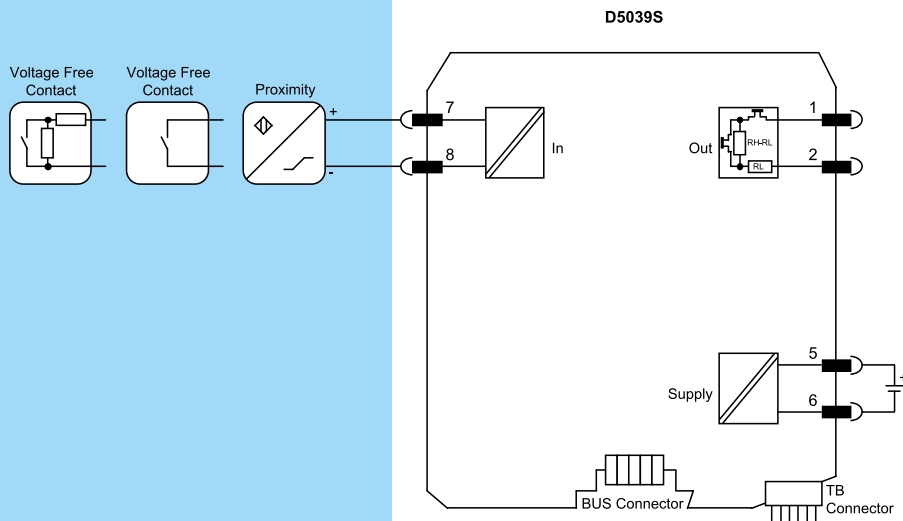 D5039S
Voltage Free
Contact
Voltage Free
Contact
Proximity
+
-
7
8
In
Out
RH-RL
RL
1
2
Supply
5
6
+
BUS Connector
TB
Connector